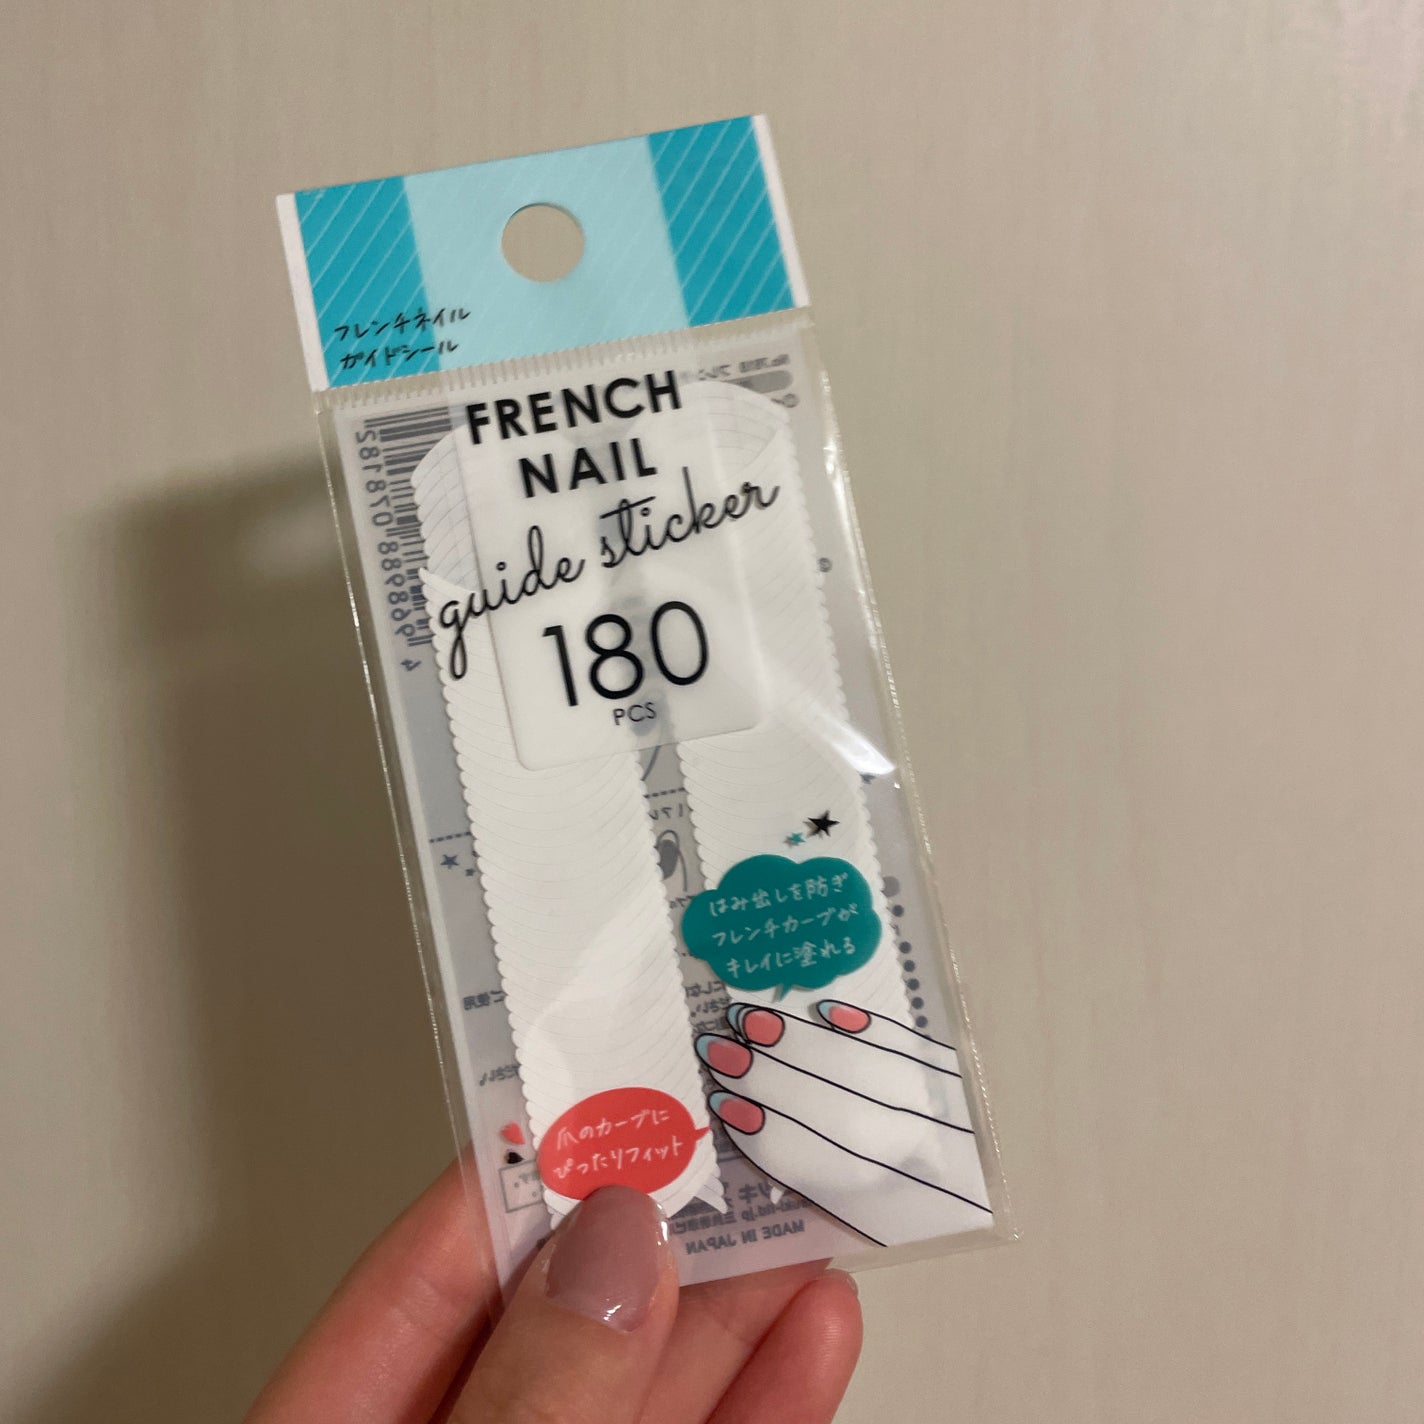 フレンチネイル
ガイドシール
FRENCH
NAIL
guide sticker
180
PCS
はみ出しを防ぎ
フレンチカーブが
キレイに塗れる
爪のカーブに
ぴったりフィット
MADE IN JAPAN